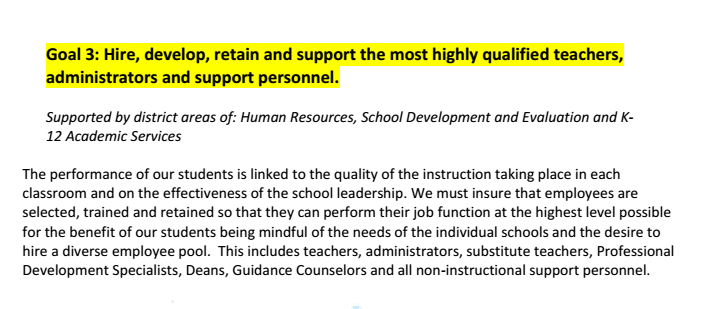 Goal 3: Hire, develop, retain and support the most highly qualified teachers,
administrators and support personnel.
Supported by district areas of: Human Resources, School Development and Evaluation and K-
12 Academic Services
The performance of our students is linked to the quality of the instruction taking place in each
classroom and on the effectiveness of the school leadership. We must insure that employees are
selected, trained and retained so that they can perform their job function at the highest level possible
for the benefit of our students being mindful of the needs of the individual schools and the desire to
hire a diverse employee pool. This includes teachers, administrators, substitute teachers, Professional
Development Specialists, Deans, Guidance Counselors and all non-instructional support personnel.